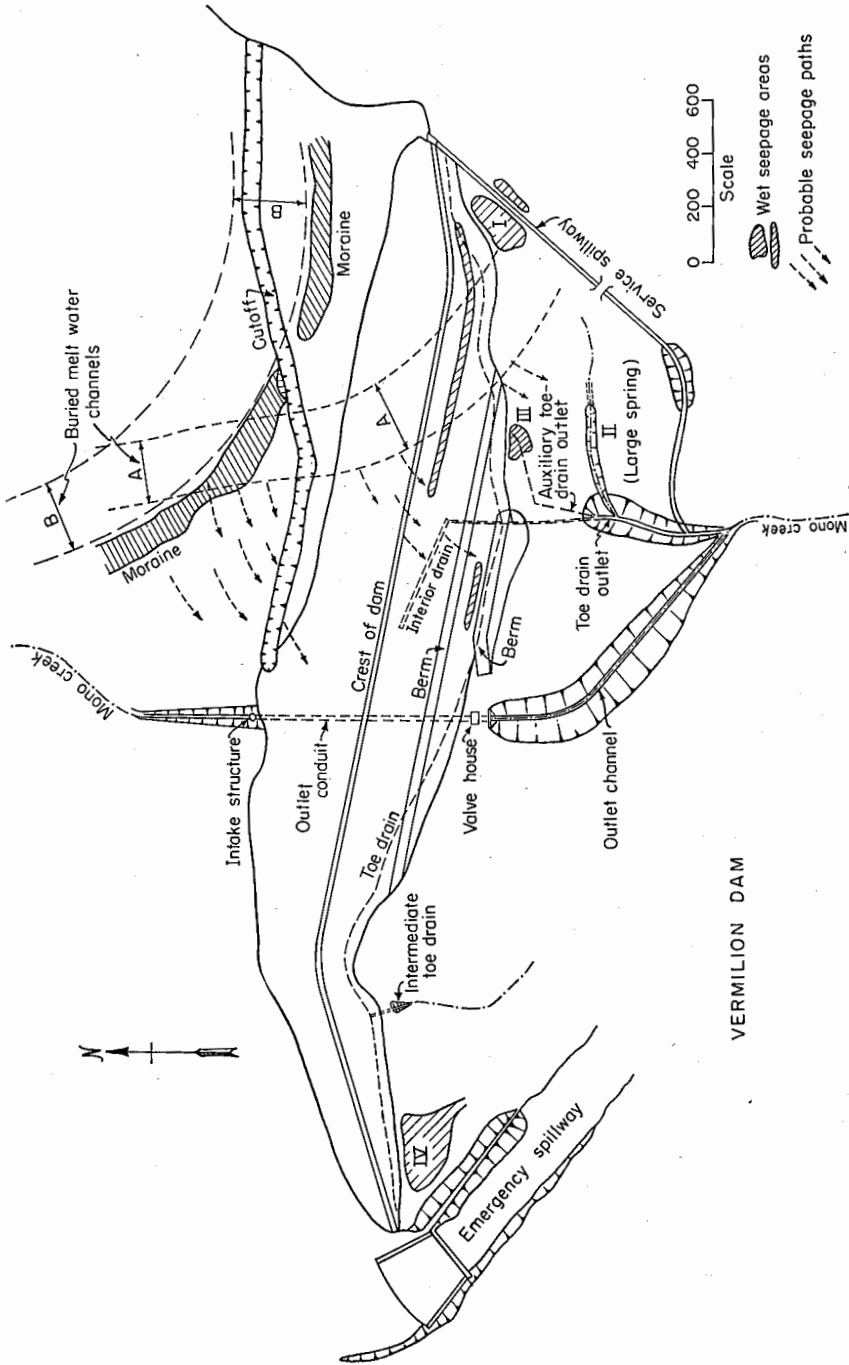 Buried melt water
channels
A
B
Moraine
Cutoff
B
Moraine
A
Mono creek
Intake structure
Outlet
conduit
Crest of dam
Interior drain
Berm
Berm
Toe drain
Valve house
Outlet channel
Intermediate
toe drain
N
IV
Emergency spillway
I
Service spillway
III
Auxiliary toe-
drain outlet
II
(Large spring)
Toe drain
outlet
Mono creek
0 200 400 600
Scale
Wet seepage areas
Probable seepage paths
VERMILION DAM